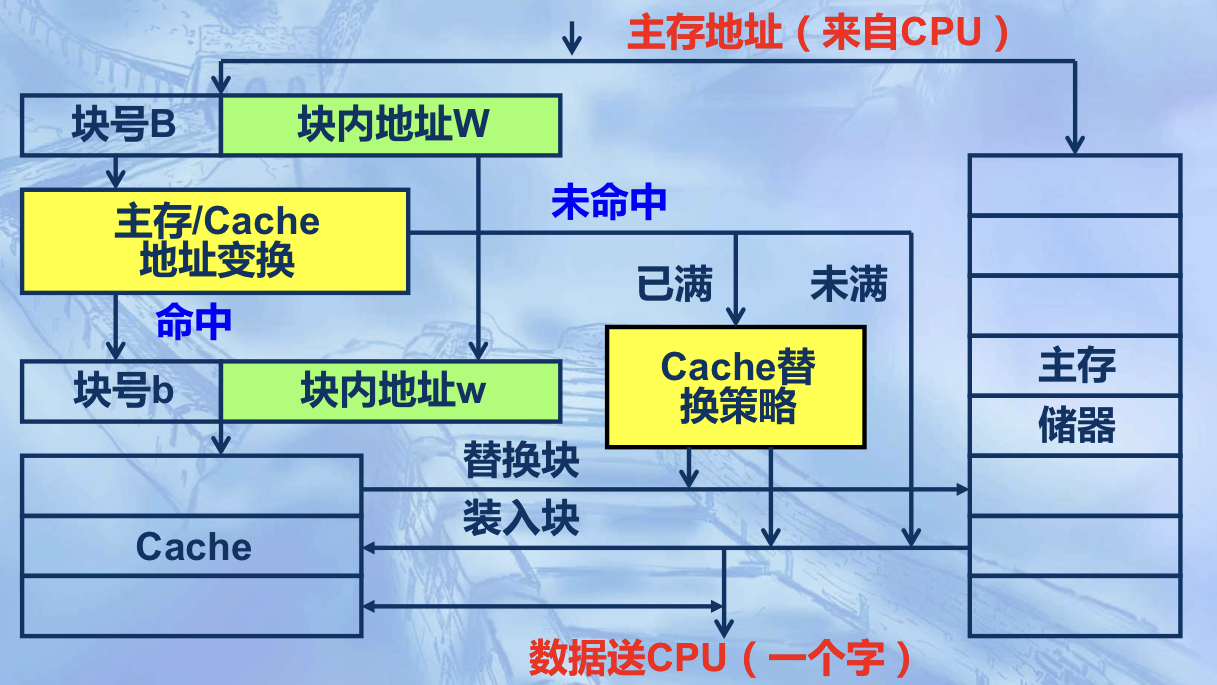 主存地址（来自CPU）
块号B
块内地址W
主存/Cache
地址变换
未命中
已满
未满
命中
Cache替
换策略
主存
储器
块号b
块内地址w
替换块
装入块
Cache
数据送CPU（一个字）